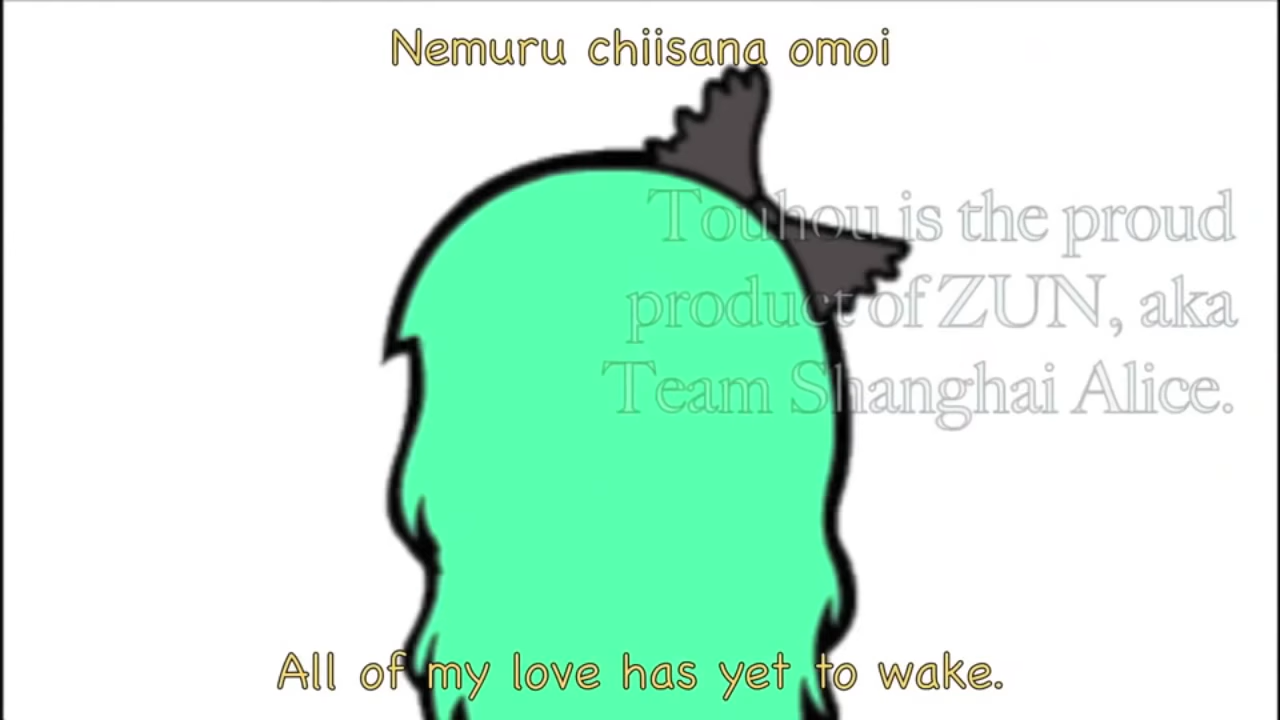 Nemuru chiisana omoi
Touhou is the proud
product of ZUN, aka
Team Shanghai Alice.
All of my love has yet to wake.